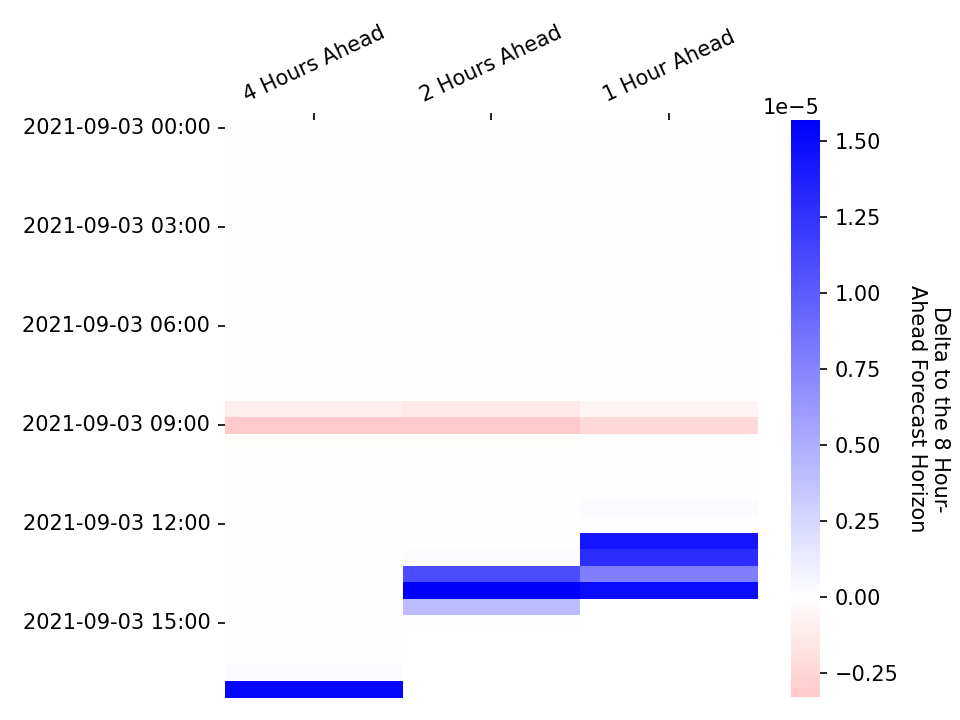 4 Hours Ahead
2 Hours Ahead
1 Hour Ahead
1e−5
2021-09-03 00:00
2021-09-03 03:00
2021-09-03 06:00
2021-09-03 09:00
2021-09-03 12:00
2021-09-03 15:00
1.50
1.25
1.00
0.75
0.50
0.25
0.00
−0.25
Delta to the 8 Hour-
Ahead Forecast Horizon